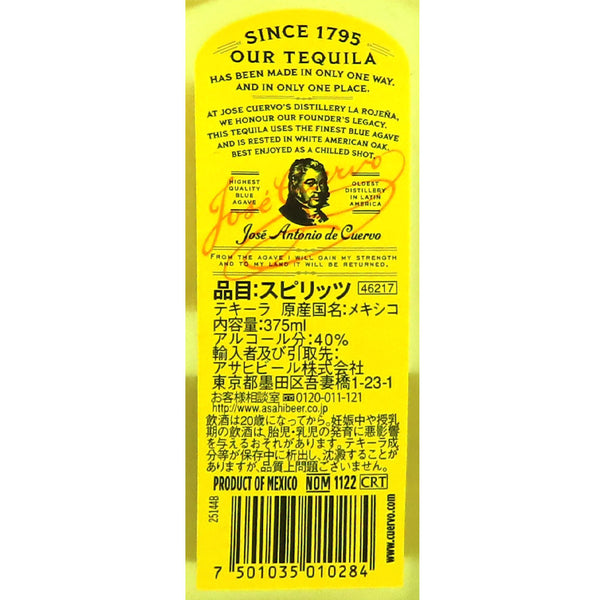 SINCE 1795
OUR TEQUILA
HAS BEEN MADE IN ONLY ONE WAY.
AND IN ONLY ONE PLACE.
AT JOSE CUERVO'S DISTILLERY LA ROJEÑA,
WE HONOUR OUR FOUNDER'S LEGACY.
THIS TEQUILA USES THE FINEST BLUE AGAVE
AND IS RESTED IN WHITE AMERICAN OAK.
BEST ENJOYED AS A CHILLED SHOT.
HIGHEST
QUALITY
BLUE
AGAVE
José Cuervo
OLDEST
DISTILLERY
IN LATIN
AMERICA
José Antonio de Cuervo
FROM THE AGAVE I WILL GAIN MY STRENGTH
AND TO MY LAND IT WILL BE RETURNED.
品目:スピリッツ 46217
テキーラ 原産国名:メキシコ
内容量:375ml
アルコール分:40%
輸入者及び引取先:
アサヒビール株式会社
東京都墨田区吾妻橋1-23-1
お客様相談室 0120-011-121
http://www.asahibeer.co.jp
飲酒は20歳になってから。妊娠中や授乳
期の飲酒は、胎児・乳児の発育に悪影響
を与えるおそれがあります。テキーラ成
分等が保存中に析出し、沈澱することが
ありますが、品質上問題ございません。
PRODUCT OF MEXICO NOM 1122 CRT
25144B
www.cuervo.com
7 501035 010284